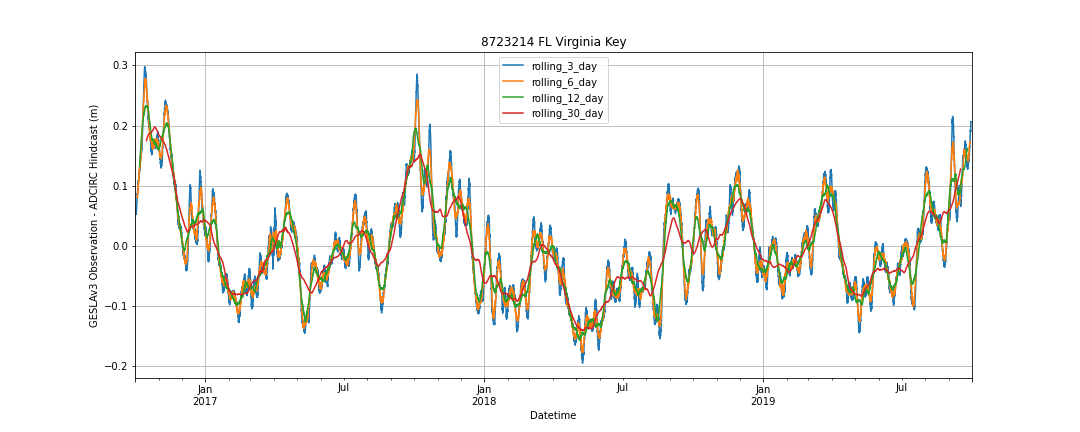 8723214 FL Virginia Key
rolling_3_day
rolling_6_day
rolling_12_day
rolling_30_day
GESLAv3 Observation - ADCIRC Hindcast (m)
0.3
0.2
0.1
0.0
−0.1
−0.2
Jan
2017
Jul
Jan
2018
Jul
Jan
2019
Jul
Datetime